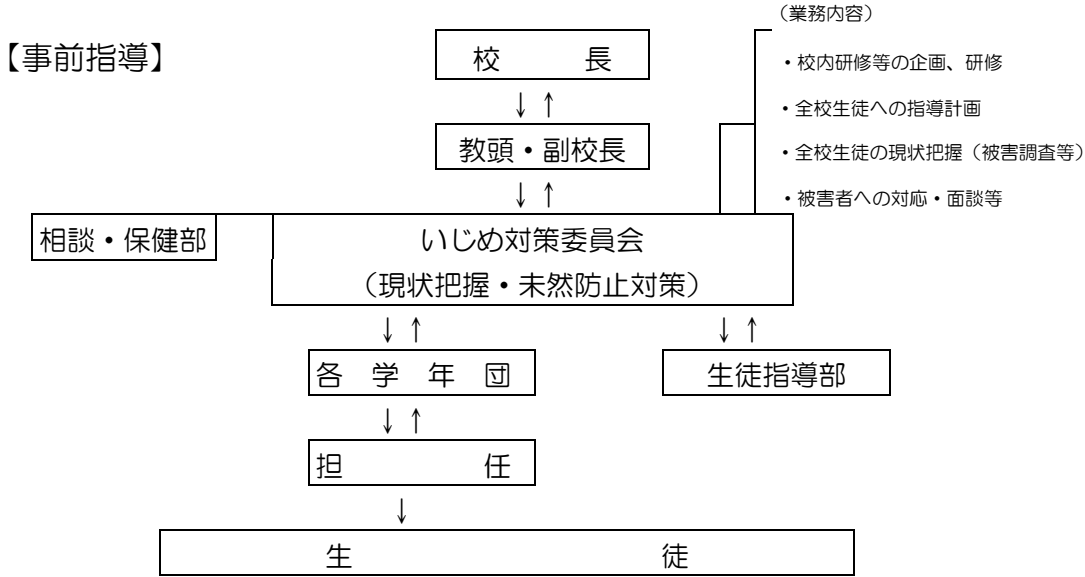 （業務内容）
【事前指導】
校　長
・校内研修等の企画、研修
↓ ↑
・全校生徒への指導計画
教頭・副校長
・全校生徒の現状把握（被害調査等）
↓ ↑
・被害者への対応・面談等
相談・保健部
いじめ対策委員会
（現状把握・未然防止対策）
↓ ↑
↓ ↑
各　学　年　団
生徒指導部
↓ ↑
担　任
↓
生　徒